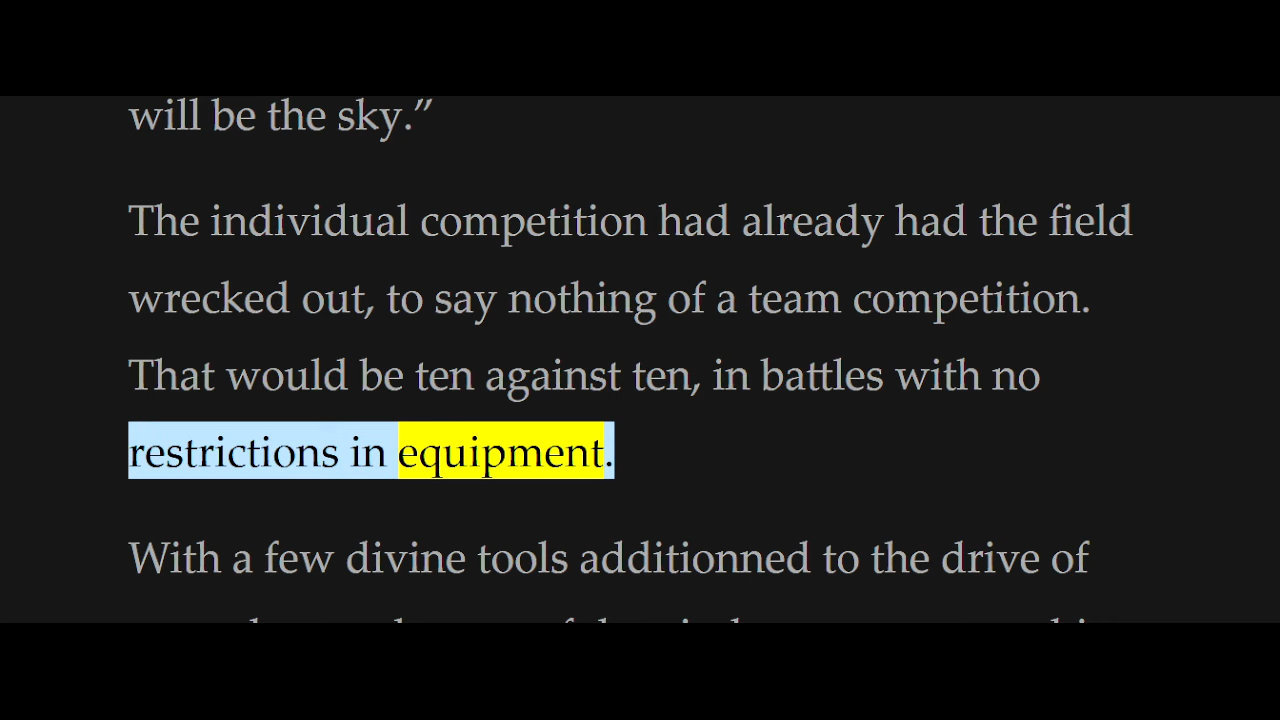 will be the sky.”
The individual competition had already had the field
wrecked out, to say nothing of a team competition.
That would be ten against ten, in battles with no
restrictions in equipment.
With a few divine tools additionned to the drive of